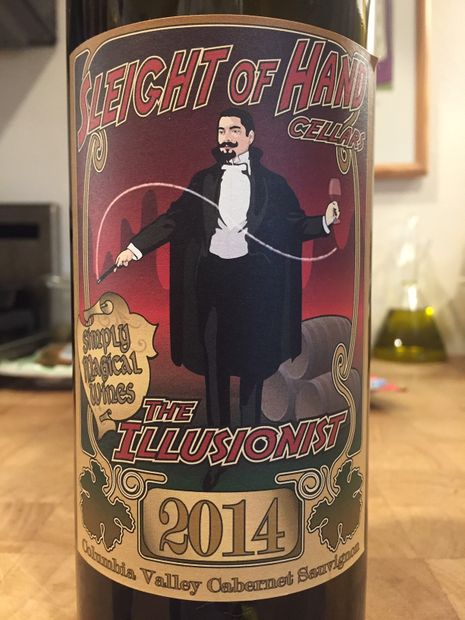 SLEIGHT OF HAND
CELLARS
Simply
Magical
Wines
THE
ILLUSIONIST
2014
Columbia Valley Cabernet Sauvignon